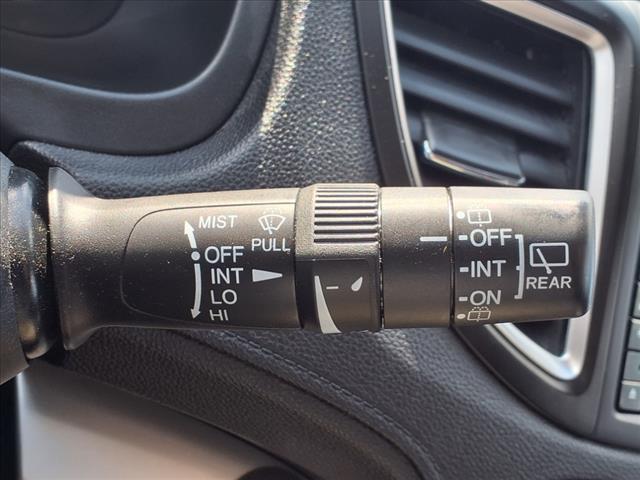 MIST
PULL
OFF
INT
LO
HI
OFF
INT
ON
REAR